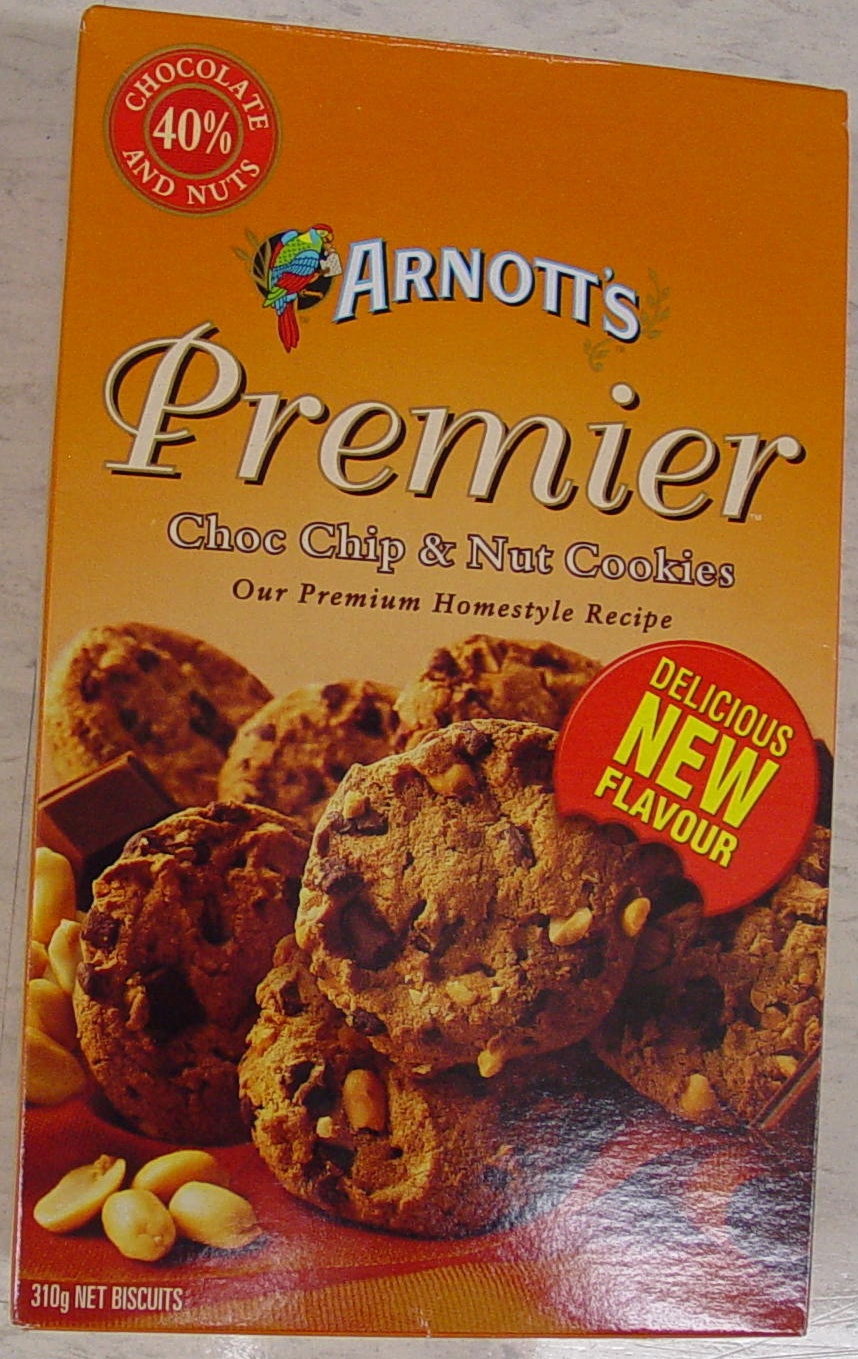 CHOCOLATE
40%
AND NUTS
ARNOTT'S
Premier™
Choc Chip & Nut Cookies
Our Premium Homestyle Recipe
DELICIOUS
NEW
FLAVOUR
310g NET BISCUITS